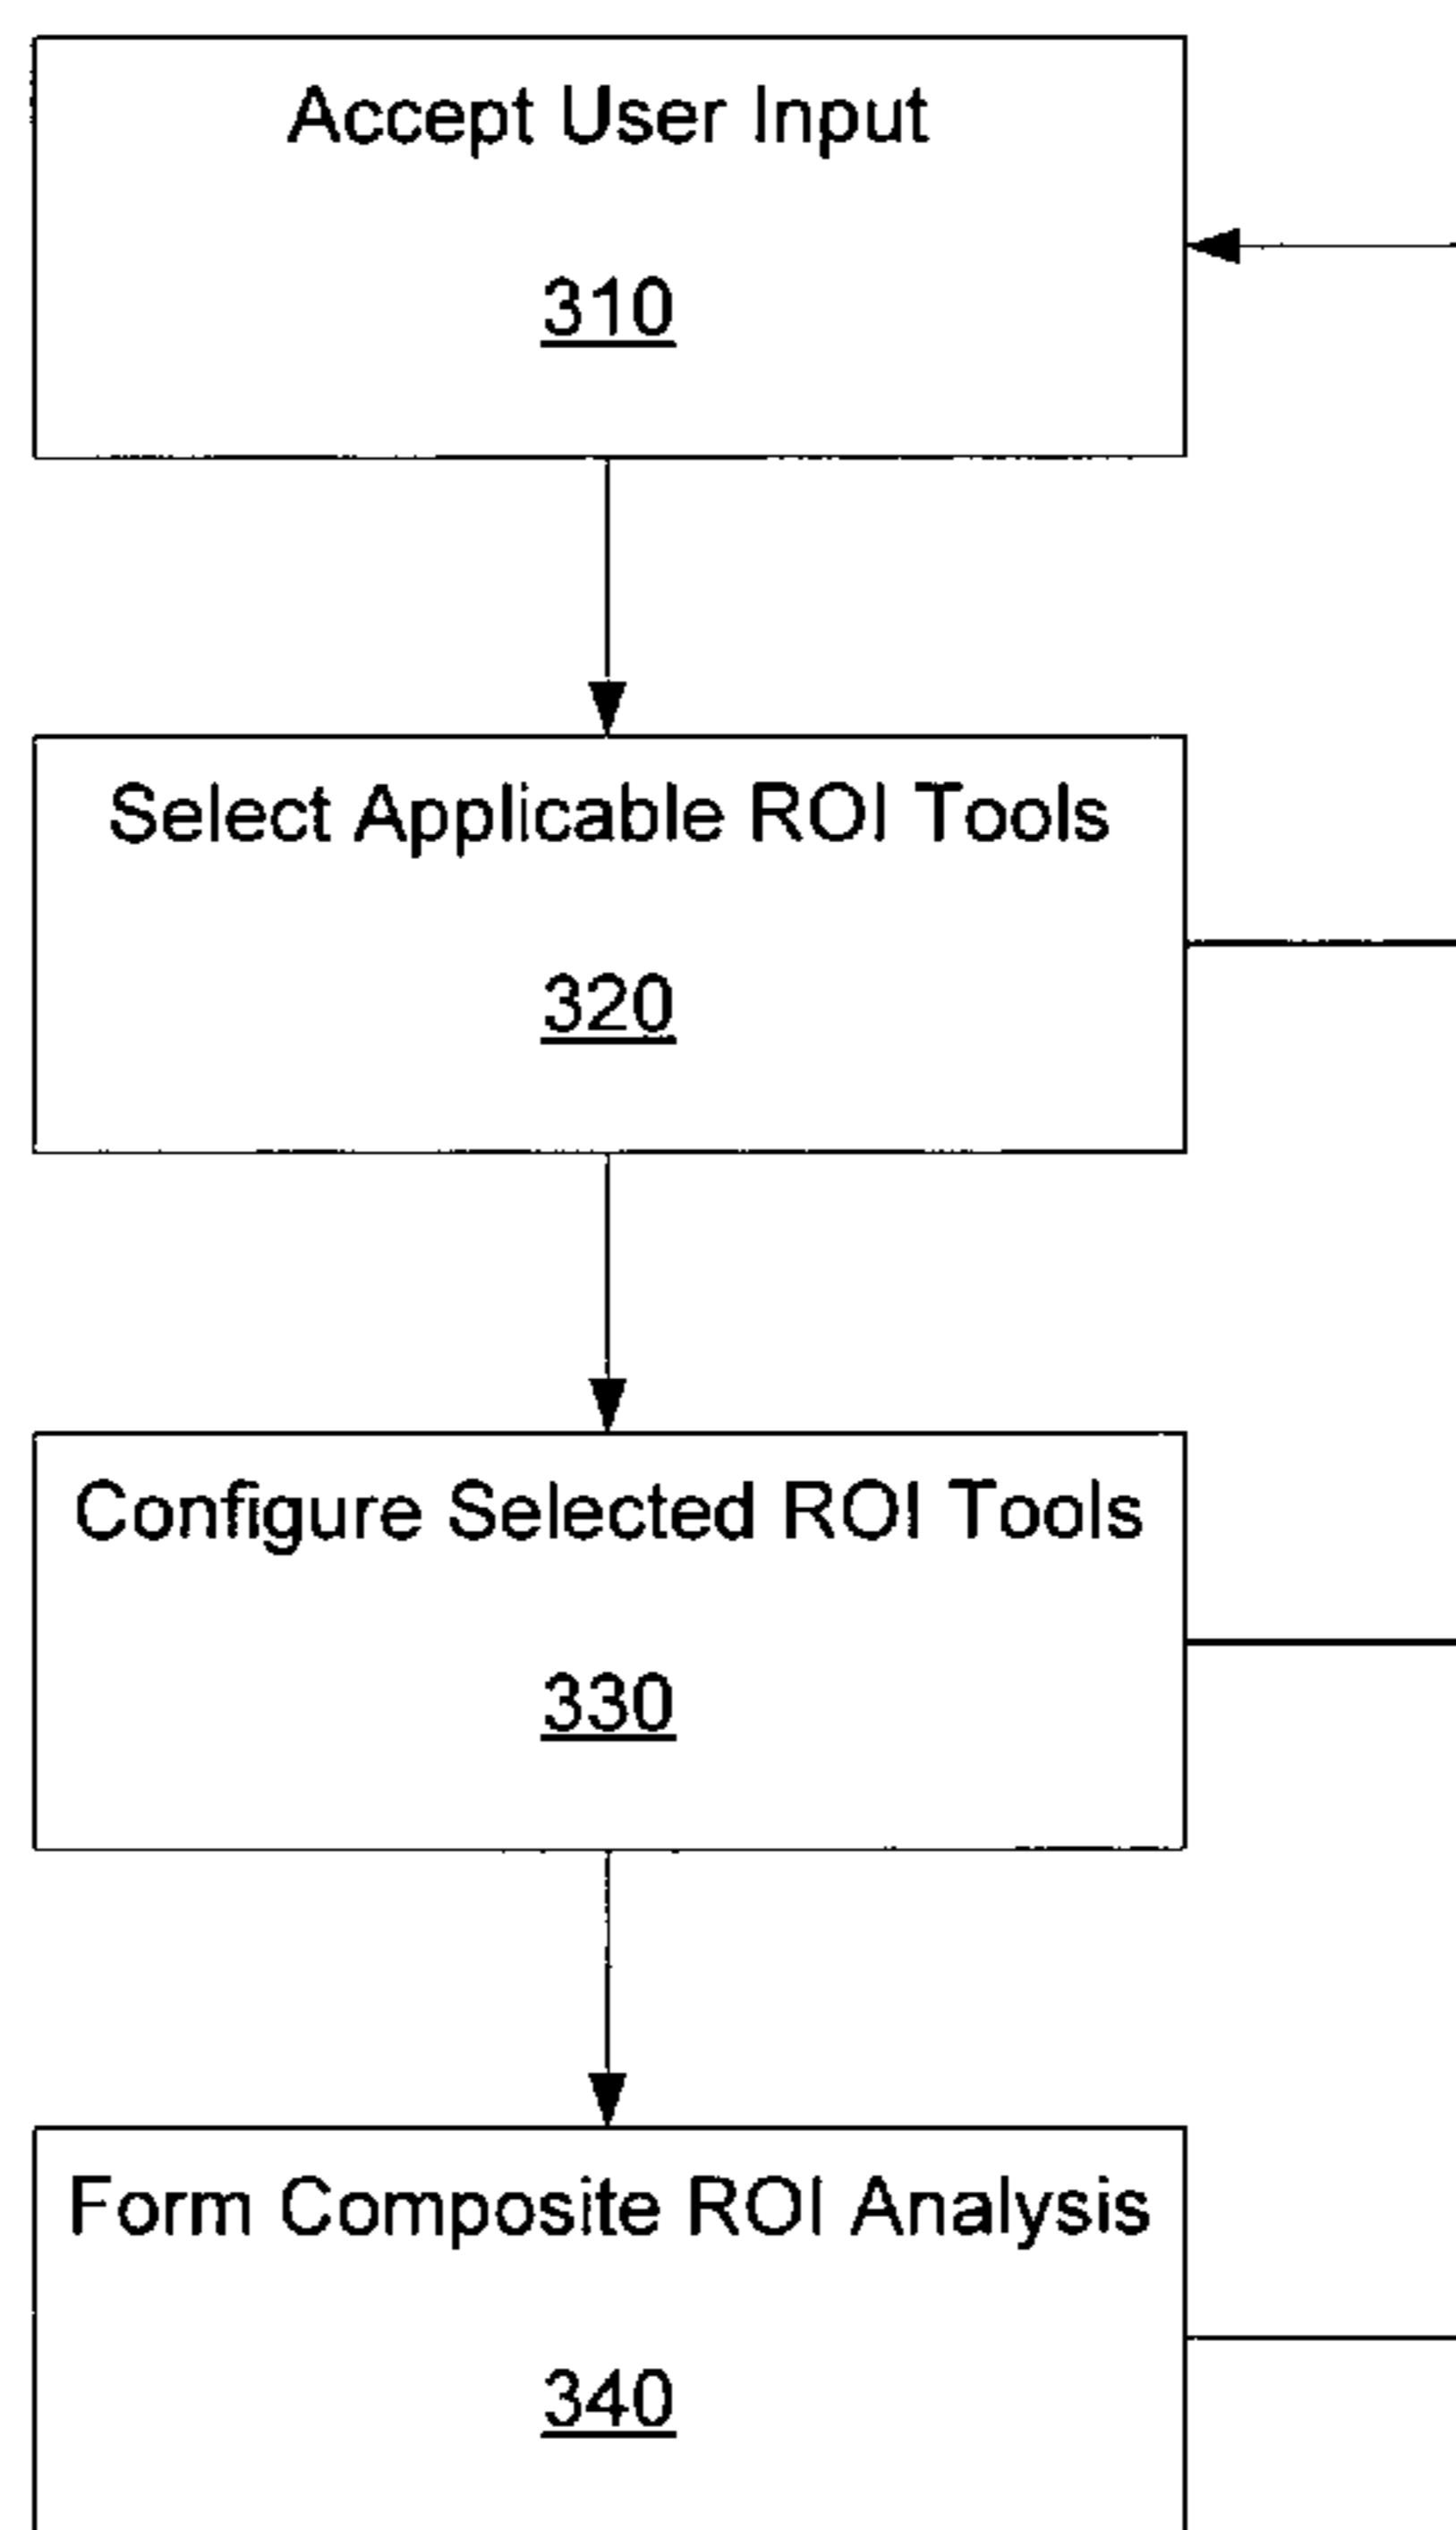 Accept User Input
310
Select Applicable ROI Tools
320
Configure Selected ROI Tools
330
Form Composite ROI Analysis
340